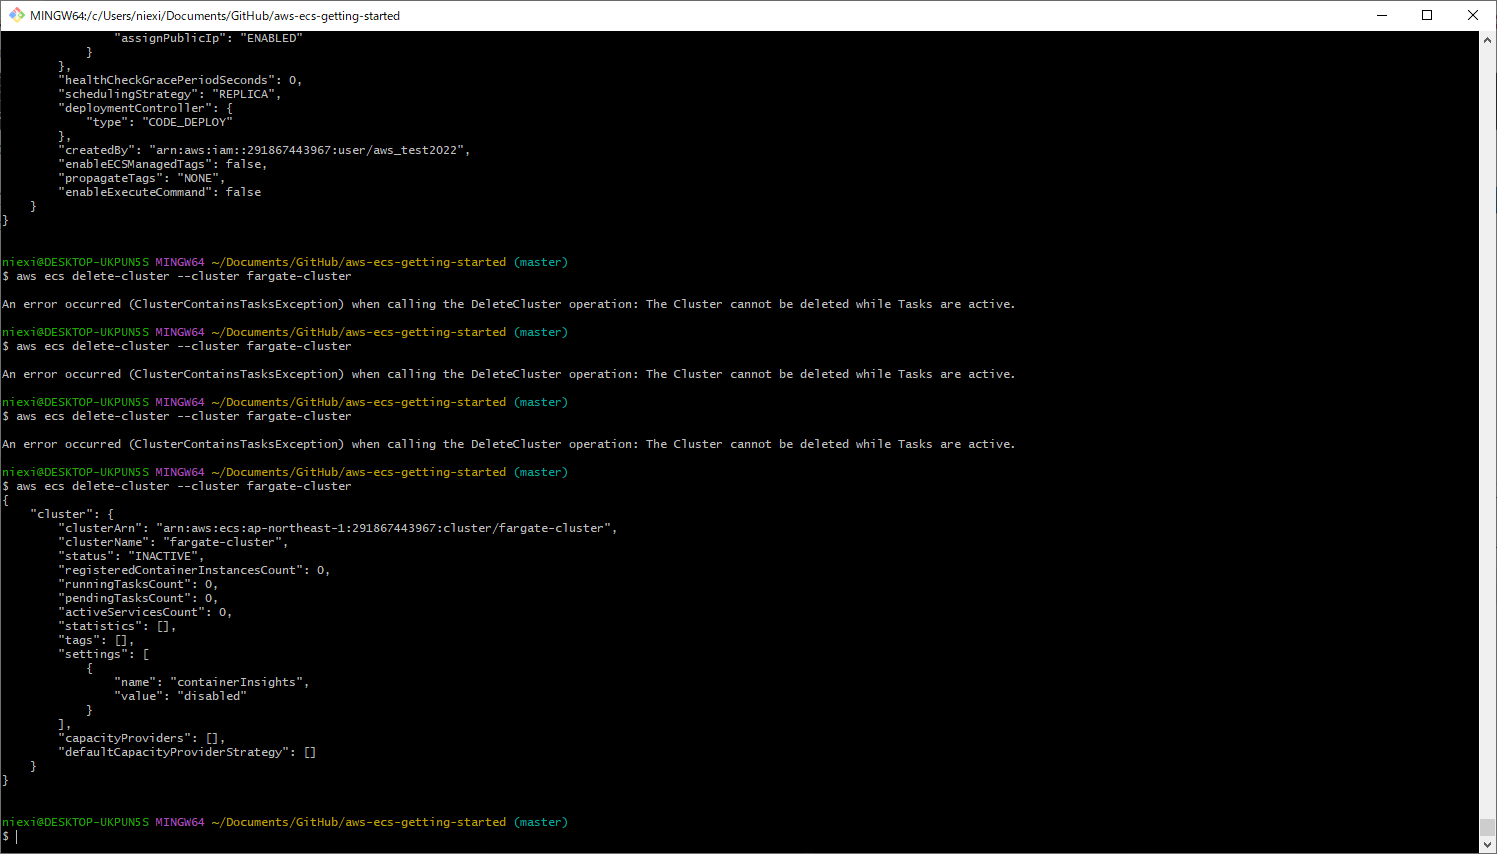 MINGW64:/c/Users/niexi/Documents/GitHub/aws-ecs-getting-started
                "assignPublicIp": "ENABLED"
            }
        },
        "healthCheckGracePeriodSeconds": 0,
        "schedulingStrategy": "REPLICA",
        "deploymentController": {
            "type": "CODE_DEPLOY"
        },
        "createdBy": "arn:aws:iam::291867443967:user/aws_test2022",
        "enableECSManagedTags": false,
        "propagateTags": "NONE",
        "enableExecuteCommand": false
    }
}
niexi@DESKTOP-UKPUN5S MINGW64 ~/Documents/GitHub/aws-ecs-getting-started (master)
$ aws ecs delete-cluster --cluster fargate-cluster
An error occurred (ClusterContainsTasksException) when calling the DeleteCluster operation: The Cluster cannot be deleted while Tasks are active.
niexi@DESKTOP-UKPUN5S MINGW64 ~/Documents/GitHub/aws-ecs-getting-started (master)
$ aws ecs delete-cluster --cluster fargate-cluster
An error occurred (ClusterContainsTasksException) when calling the DeleteCluster operation: The Cluster cannot be deleted while Tasks are active.
niexi@DESKTOP-UKPUN5S MINGW64 ~/Documents/GitHub/aws-ecs-getting-started (master)
$ aws ecs delete-cluster --cluster fargate-cluster
An error occurred (ClusterContainsTasksException) when calling the DeleteCluster operation: The Cluster cannot be deleted while Tasks are active.
niexi@DESKTOP-UKPUN5S MINGW64 ~/Documents/GitHub/aws-ecs-getting-started (master)
$ aws ecs delete-cluster --cluster fargate-cluster
{
    "cluster": {
        "clusterArn": "arn:aws:ecs:ap-northeast-1:291867443967:cluster/fargate-cluster",
        "clusterName": "fargate-cluster",
        "status": "INACTIVE",
        "registeredContainerInstancesCount": 0,
        "runningTasksCount": 0,
        "pendingTasksCount": 0,
        "activeServicesCount": 0,
        "statistics": [],
        "tags": [],
        "settings": [
            {
                "name": "containerInsights",
                "value": "disabled"
            }
        ],
        "capacityProviders": [],
        "defaultCapacityProviderStrategy": []
    }
}
niexi@DESKTOP-UKPUN5S MINGW64 ~/Documents/GitHub/aws-ecs-getting-started (master)
$